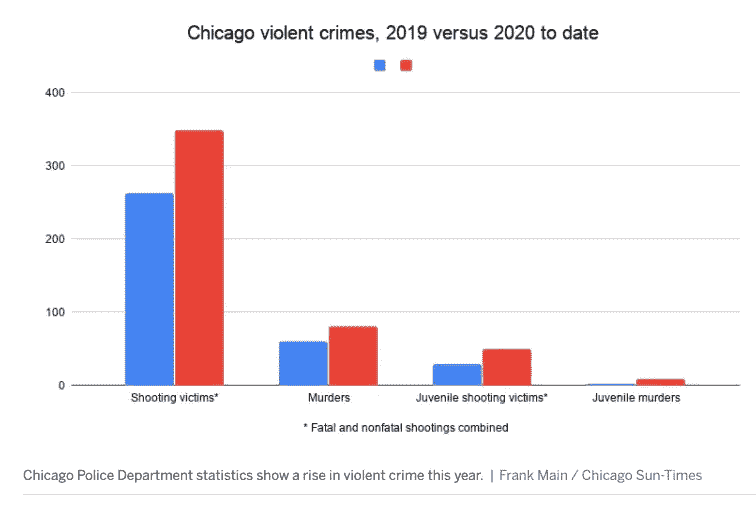 Chicago violent crimes, 2019 versus 2020 to date
400
300
200
100
0
Shooting victims* Murders Juvenile shooting victims* Juvenile murders
* Fatal and nonfatal shootings combined
Chicago Police Department statistics show a rise in violent crime this year. | Frank Main / Chicago Sun-Times